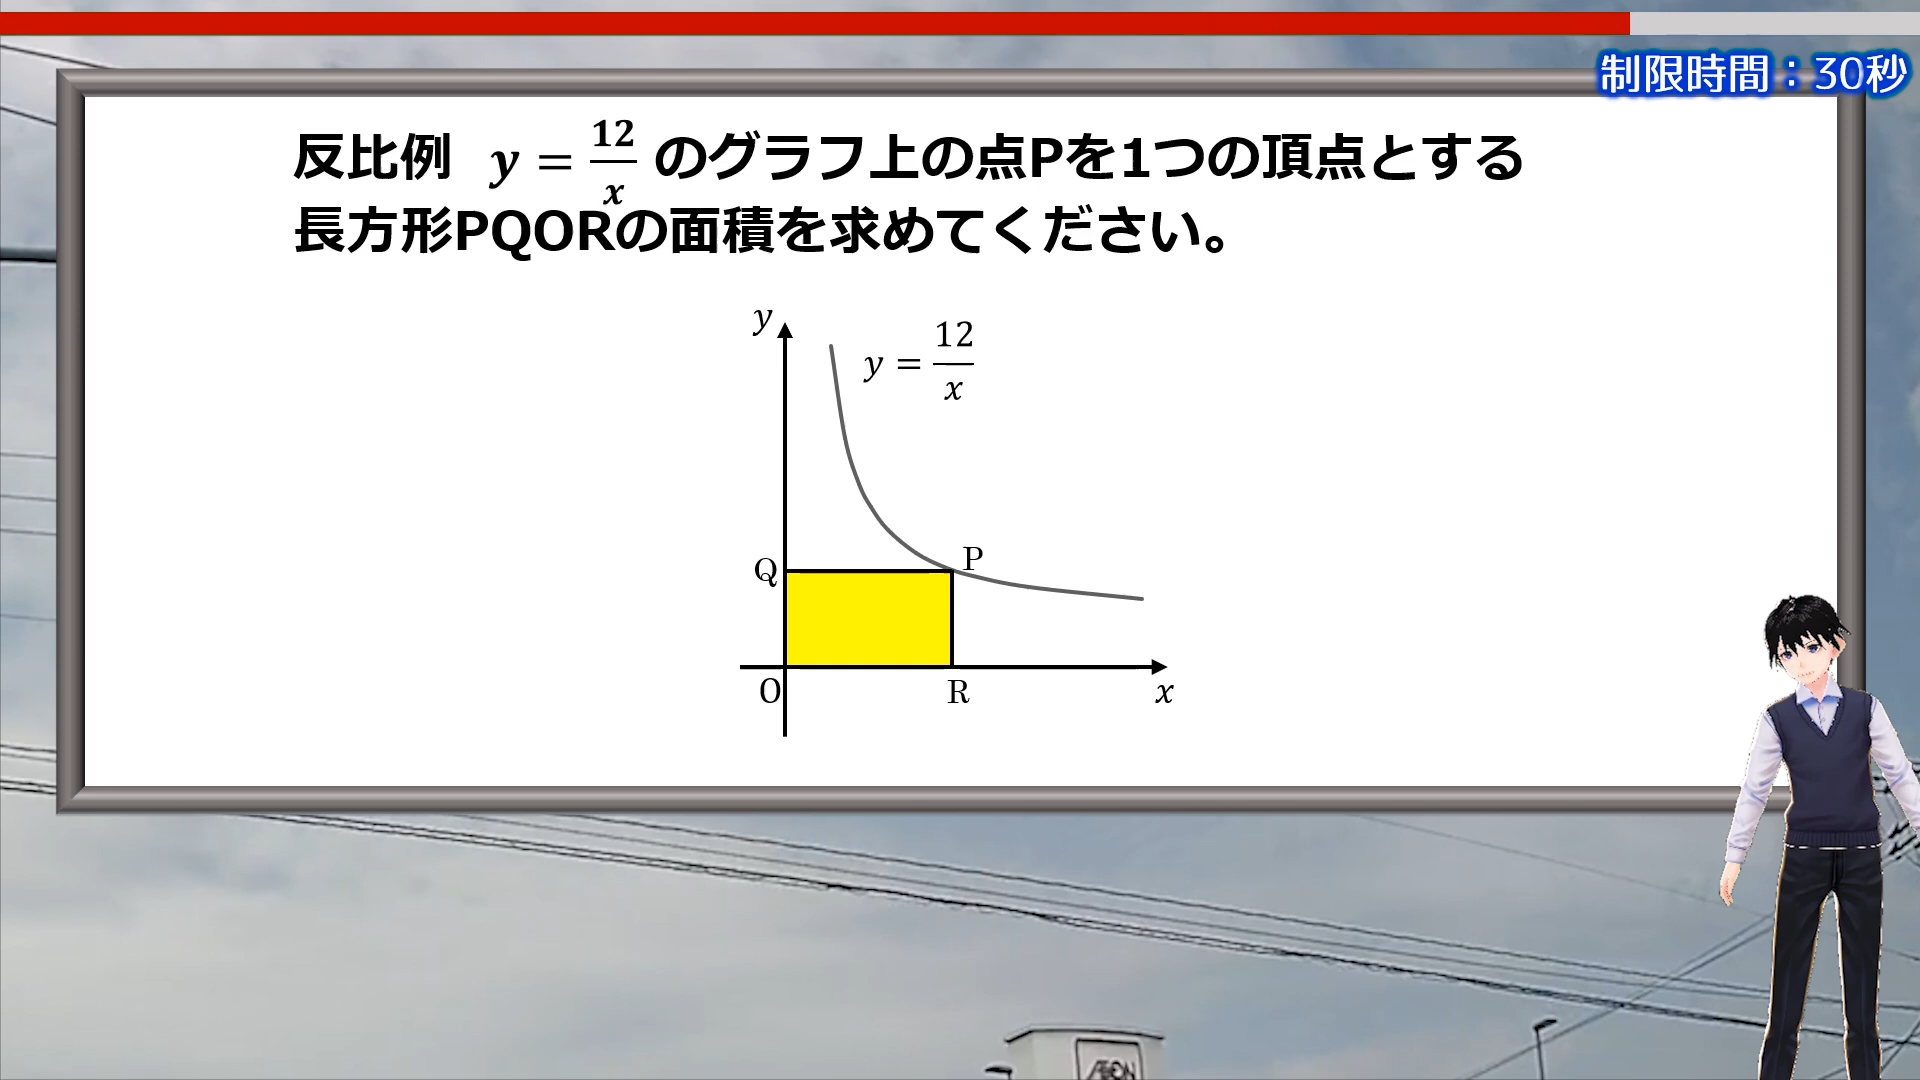 制限時間：30秒
反比例 y = 12/x のグラフ上の点Pを1つの頂点とする
長方形PQORの面積を求めてください。
y
y = 12/x
Q
P
O
R
x
ÆON